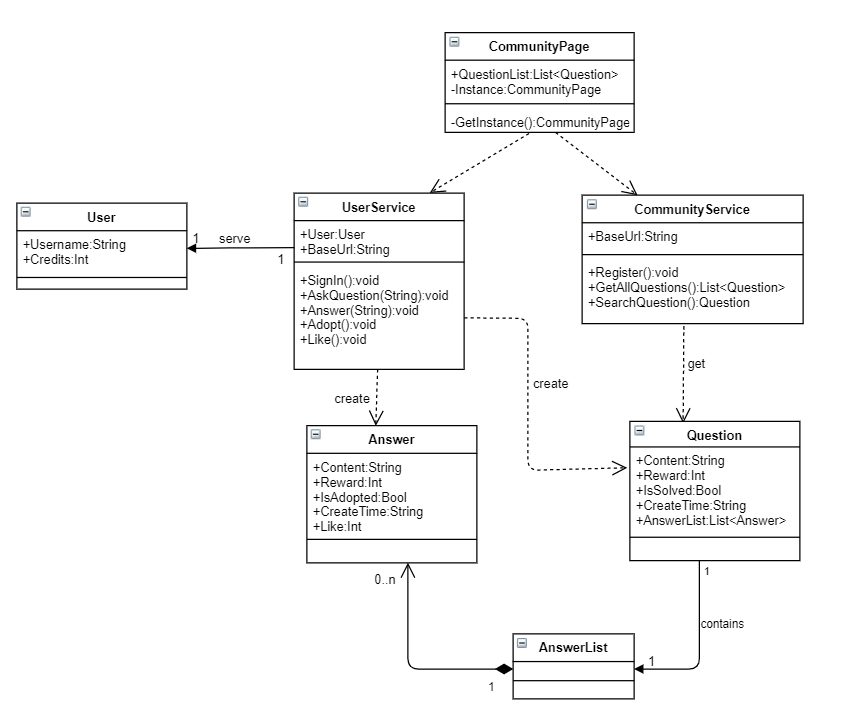 CommunityPage
+QuestionList:List<Question>
-Instance:CommunityPage
-GetInstance():CommunityPage
User
+Username:String
+Credits:Int
1
serve
1
UserService
+User:User
+BaseUrl:String
+SignIn():void
+AskQuestion(String):void
+Answer(String):void
+Adopt():void
+Like():void
CommunityService
+BaseUrl:String
+Register():void
+GetAllQuestions():List<Question>
+SearchQuestion():Question
create
create
get
Answer
+Content:String
+Reward:Int
+IsAdopted:Bool
+CreateTime:String
+Like:Int
Question
+Content:String
+Reward:Int
+IsSolved:Bool
+CreateTime:String
+AnswerList:List<Answer>
0..n
1
contains
AnswerList
1
1